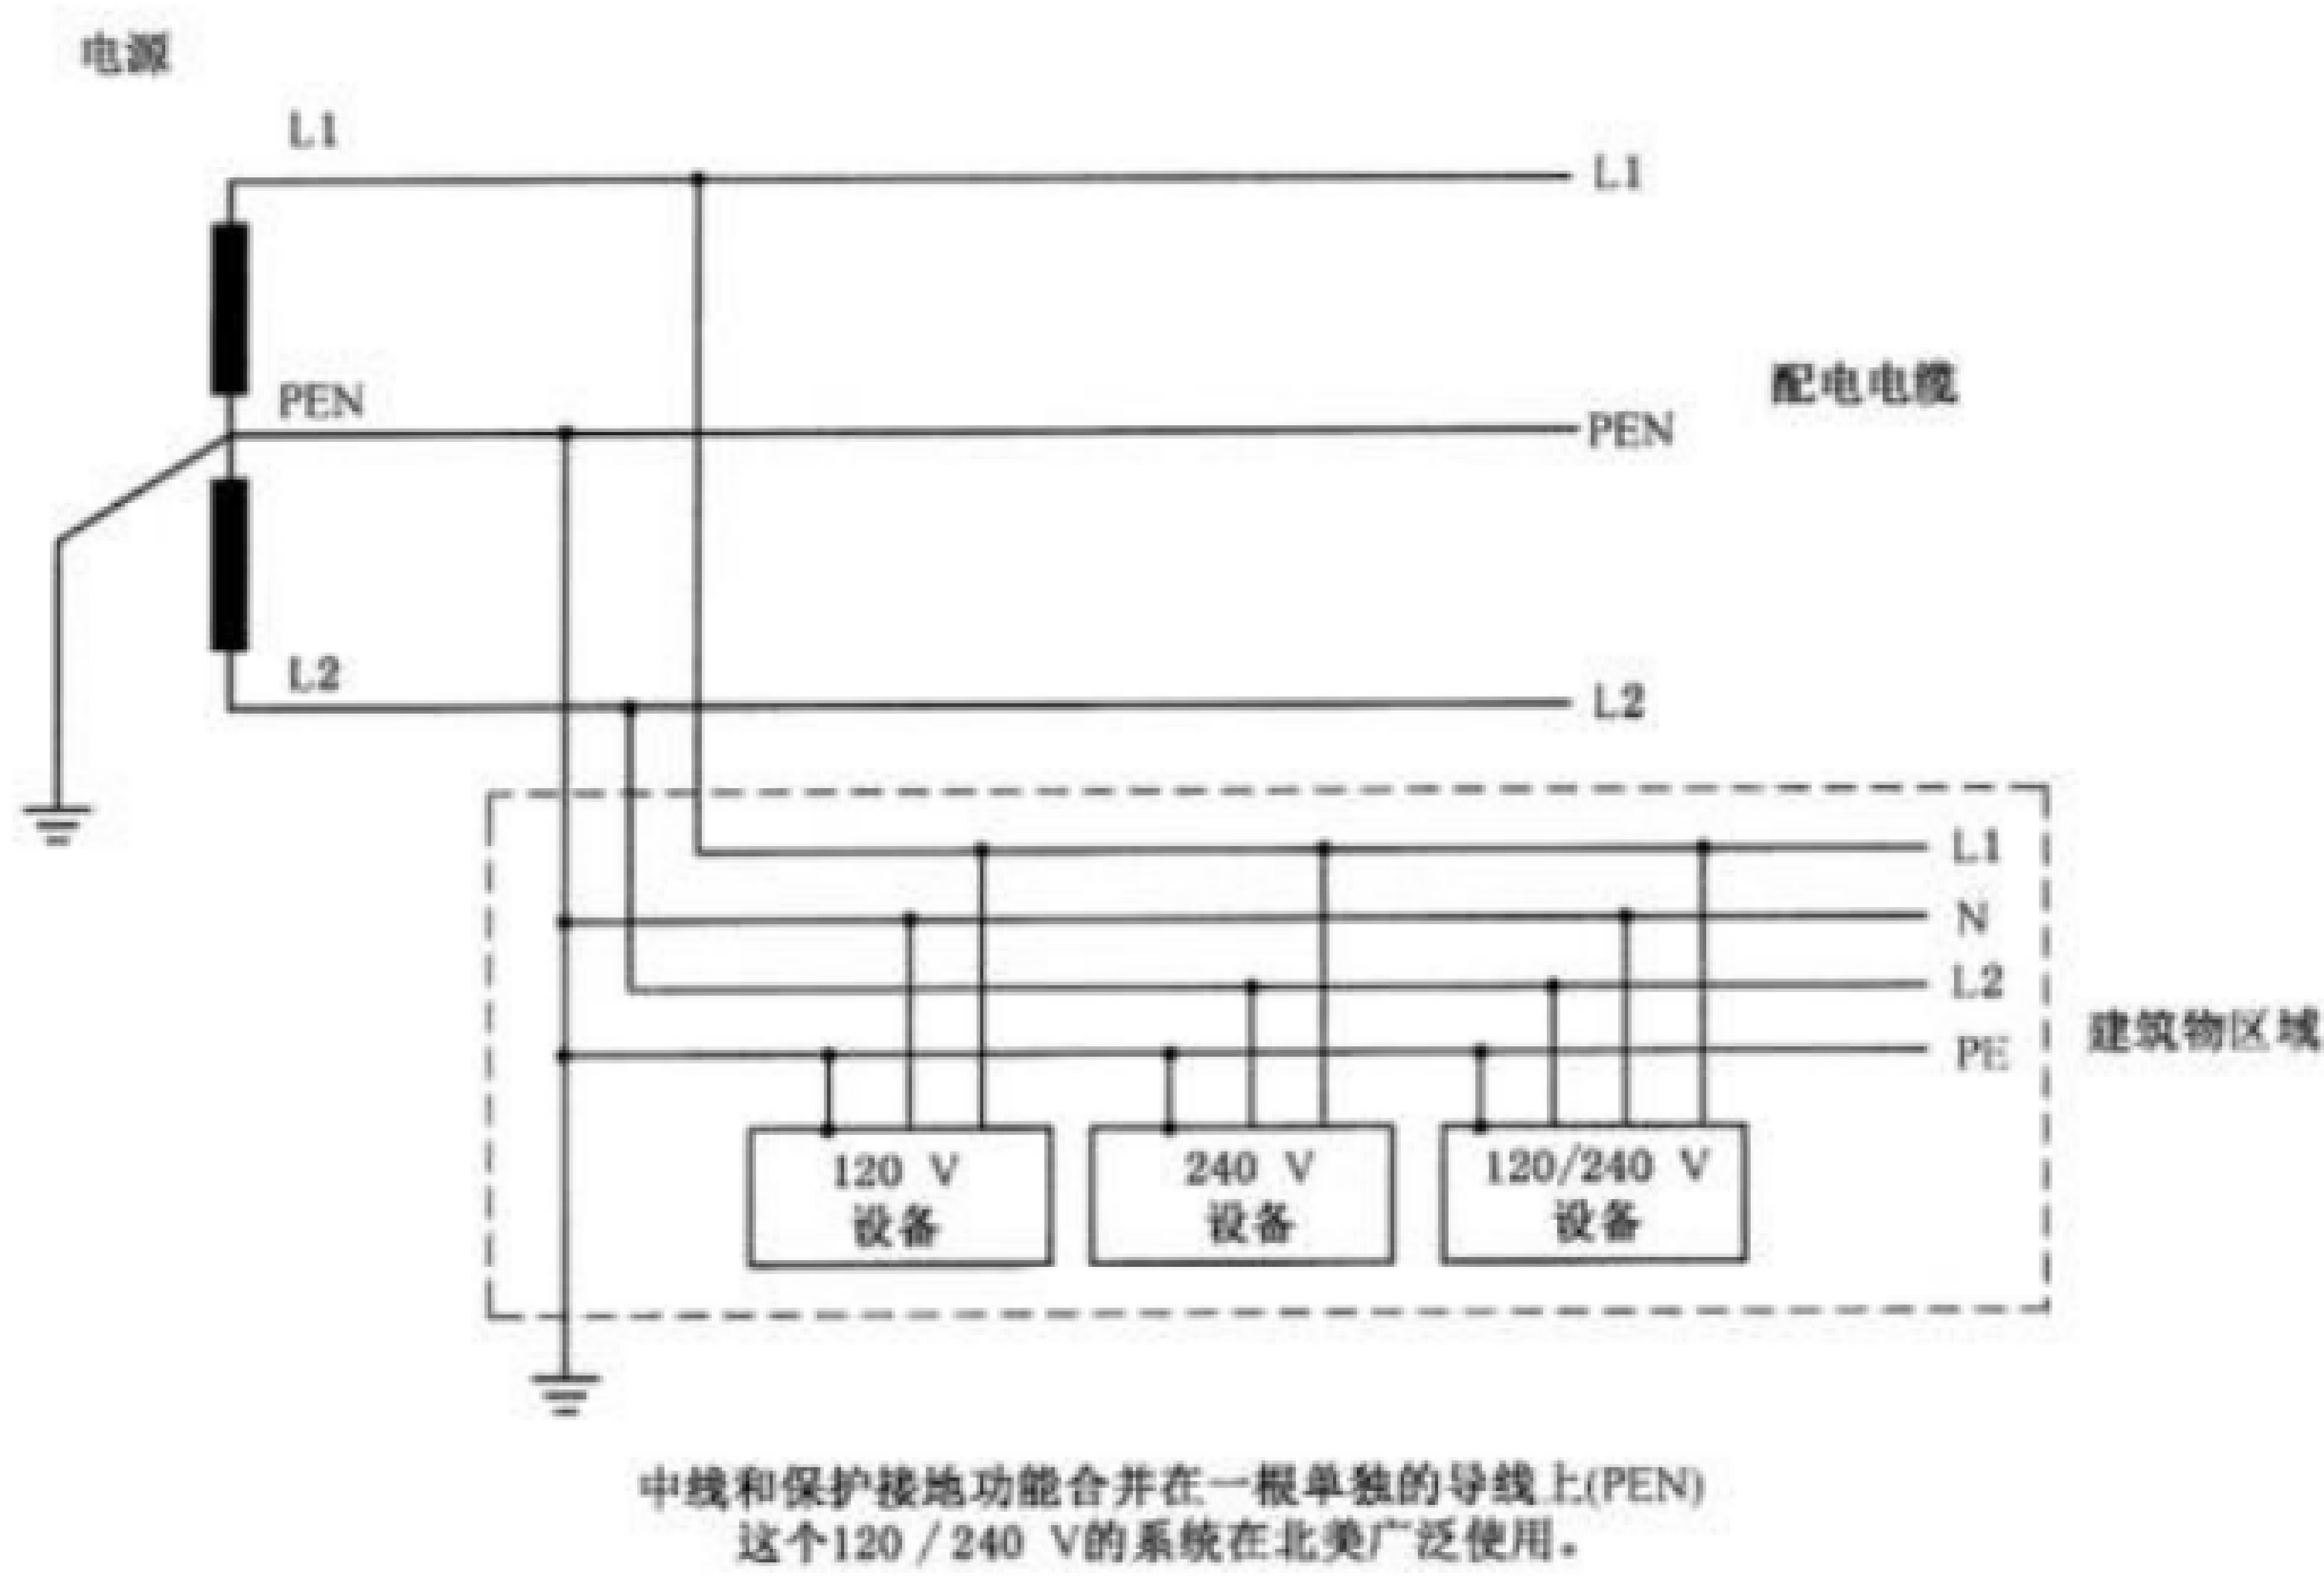 电源
L1
L1
PEN
配电电缆
PEN
L2
L2
L1
N
L2
建筑物区域
PE
120 V
设备
240 V
设备
120/240 V
设备
中线和保护接地功能合并在一根单独的导线上(PEN)
这个120/240 V的系统在北美广泛使用。